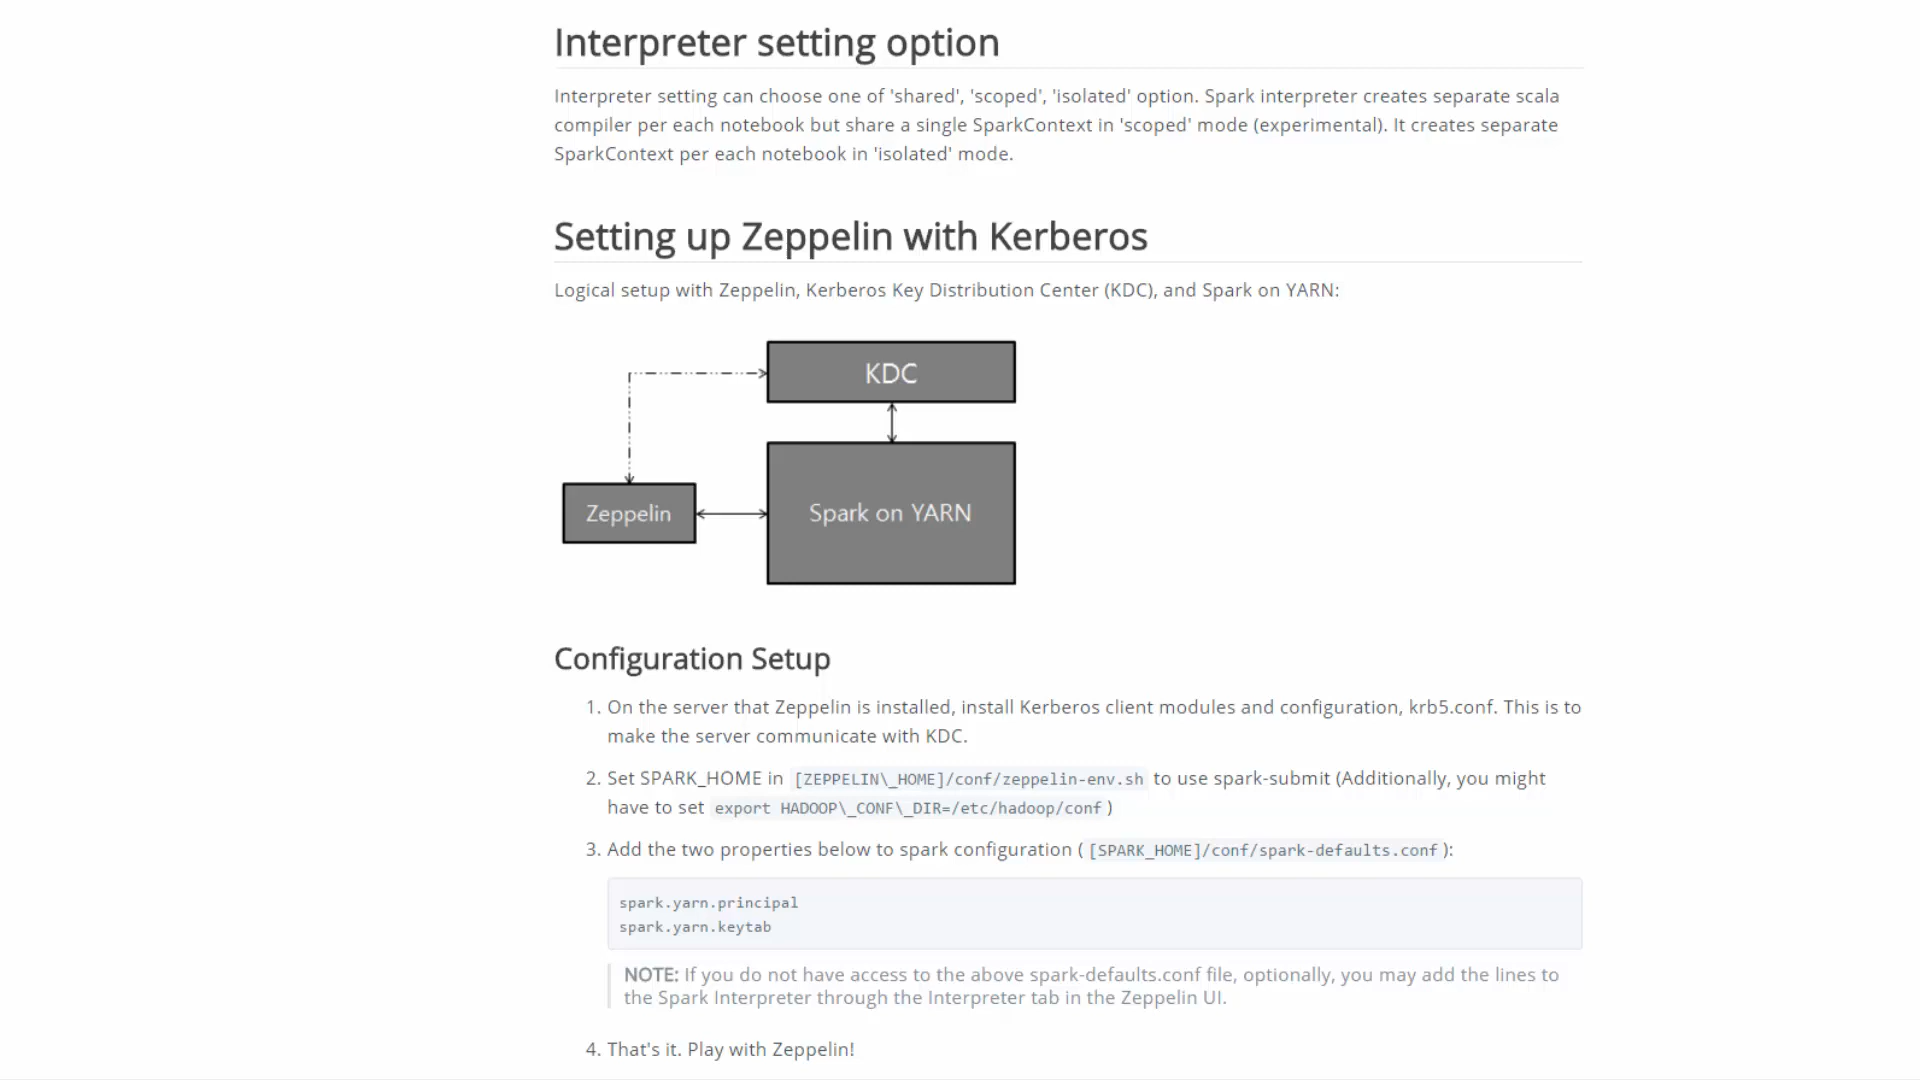 Interpreter setting option
Interpreter setting can choose one of 'shared', 'scoped', 'isolated' option. Spark interpreter creates separate scala
compiler per each notebook but share a single SparkContext in 'scoped' mode (experimental). It creates separate
SparkContext per each notebook in 'isolated' mode.
Setting up Zeppelin with Kerberos
Logical setup with Zeppelin, Kerberos Key Distribution Center (KDC), and Spark on YARN:
KDC
Zeppelin
Spark on YARN
Configuration Setup
1. On the server that Zeppelin is installed, install Kerberos client modules and configuration, krb5.conf. This is to
make the server communicate with KDC.
2. Set SPARK_HOME in [ZEPPELIN\_HOME]/conf/zeppelin-env.sh to use spark-submit (Additionally, you might
have to set export HADOOP\_CONF\_DIR=/etc/hadoop/conf )
3. Add the two properties below to spark configuration ( [SPARK_HOME]/conf/spark-defaults.conf ):
spark.yarn.principal
spark.yarn.keytab
NOTE: If you do not have access to the above spark-defaults.conf file, optionally, you may add the lines to
the Spark Interpreter through the Interpreter tab in the Zeppelin UI.
4. That's it. Play with Zeppelin!